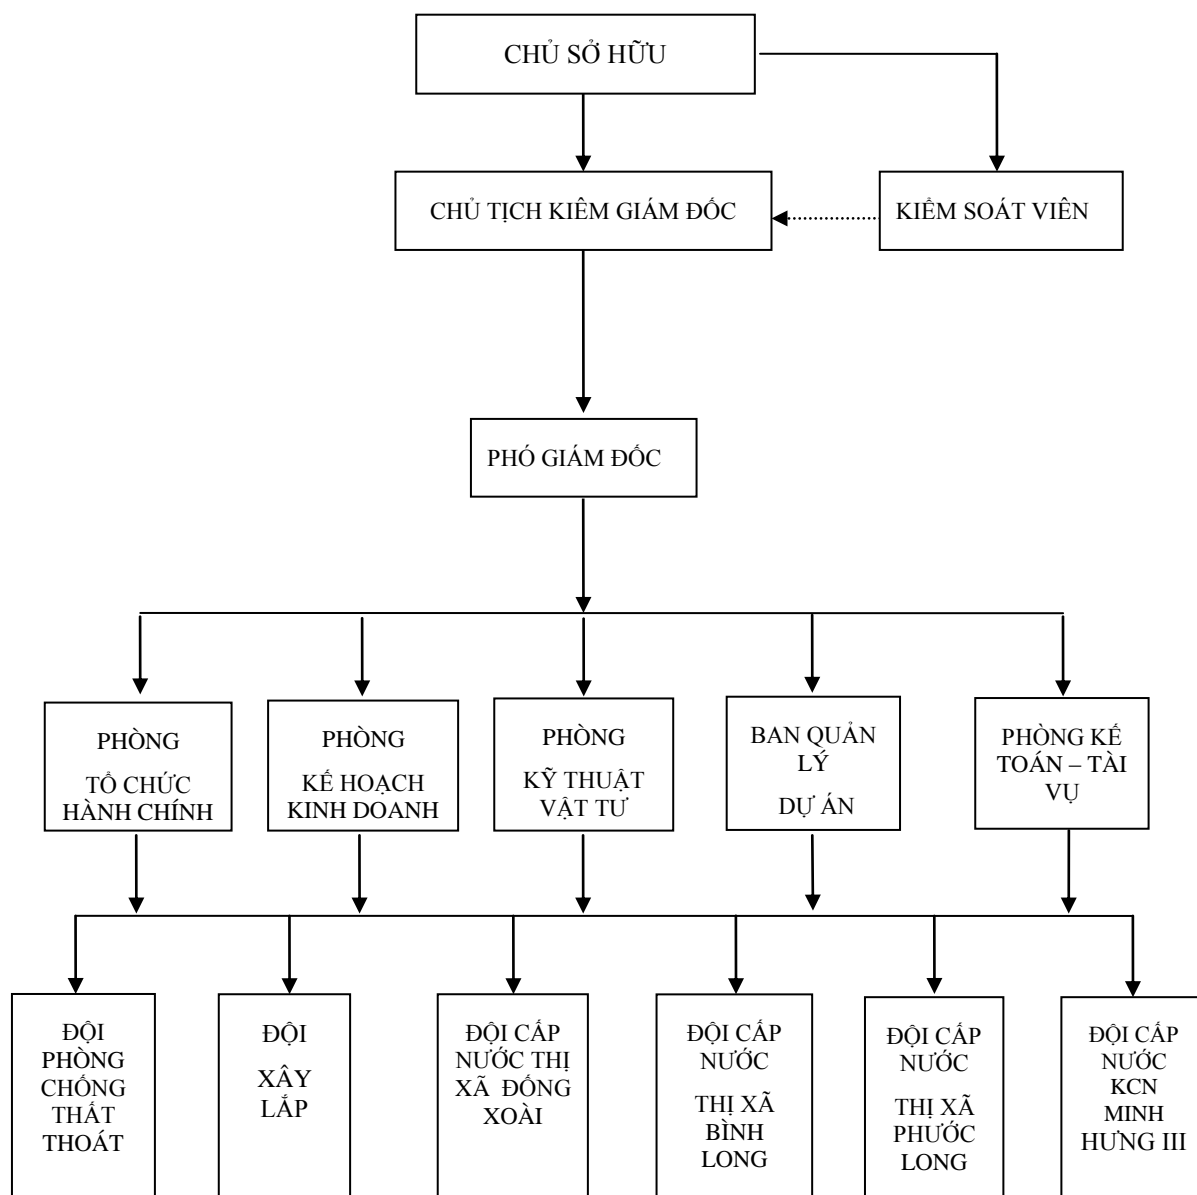 CHỦ SỞ HỮU
CHỦ TỊCH KIÊM GIÁM ĐỐC
KIỂM SOÁT VIÊN
PHÓ GIÁM ĐỐC
PHÒNG
TỔ CHỨC
HÀNH CHÍNH
PHÒNG
KẾ HOẠCH
KINH DOANH
PHÒNG
KỸ THUẬT
VẬT TƯ
BAN QUẢN
LÝ
DỰ ÁN
PHÒNG KẾ
TOÁN – TÀI
VỤ
ĐỘI
PHÒNG
CHỐNG
THẤT
THOÁT
ĐỘI
XÂY
LẮP
ĐỘI CẤP
NƯỚC THỊ
XÃ ĐỒNG
XOÀI
ĐỘI CẤP
NƯỚC
THỊ XÃ
BÌNH
LONG
ĐỘI CẤP
NƯỚC
THỊ XÃ
PHƯỚC
LONG
ĐỘI CẤP
NƯỚC
KCN
MINH
HƯNG III